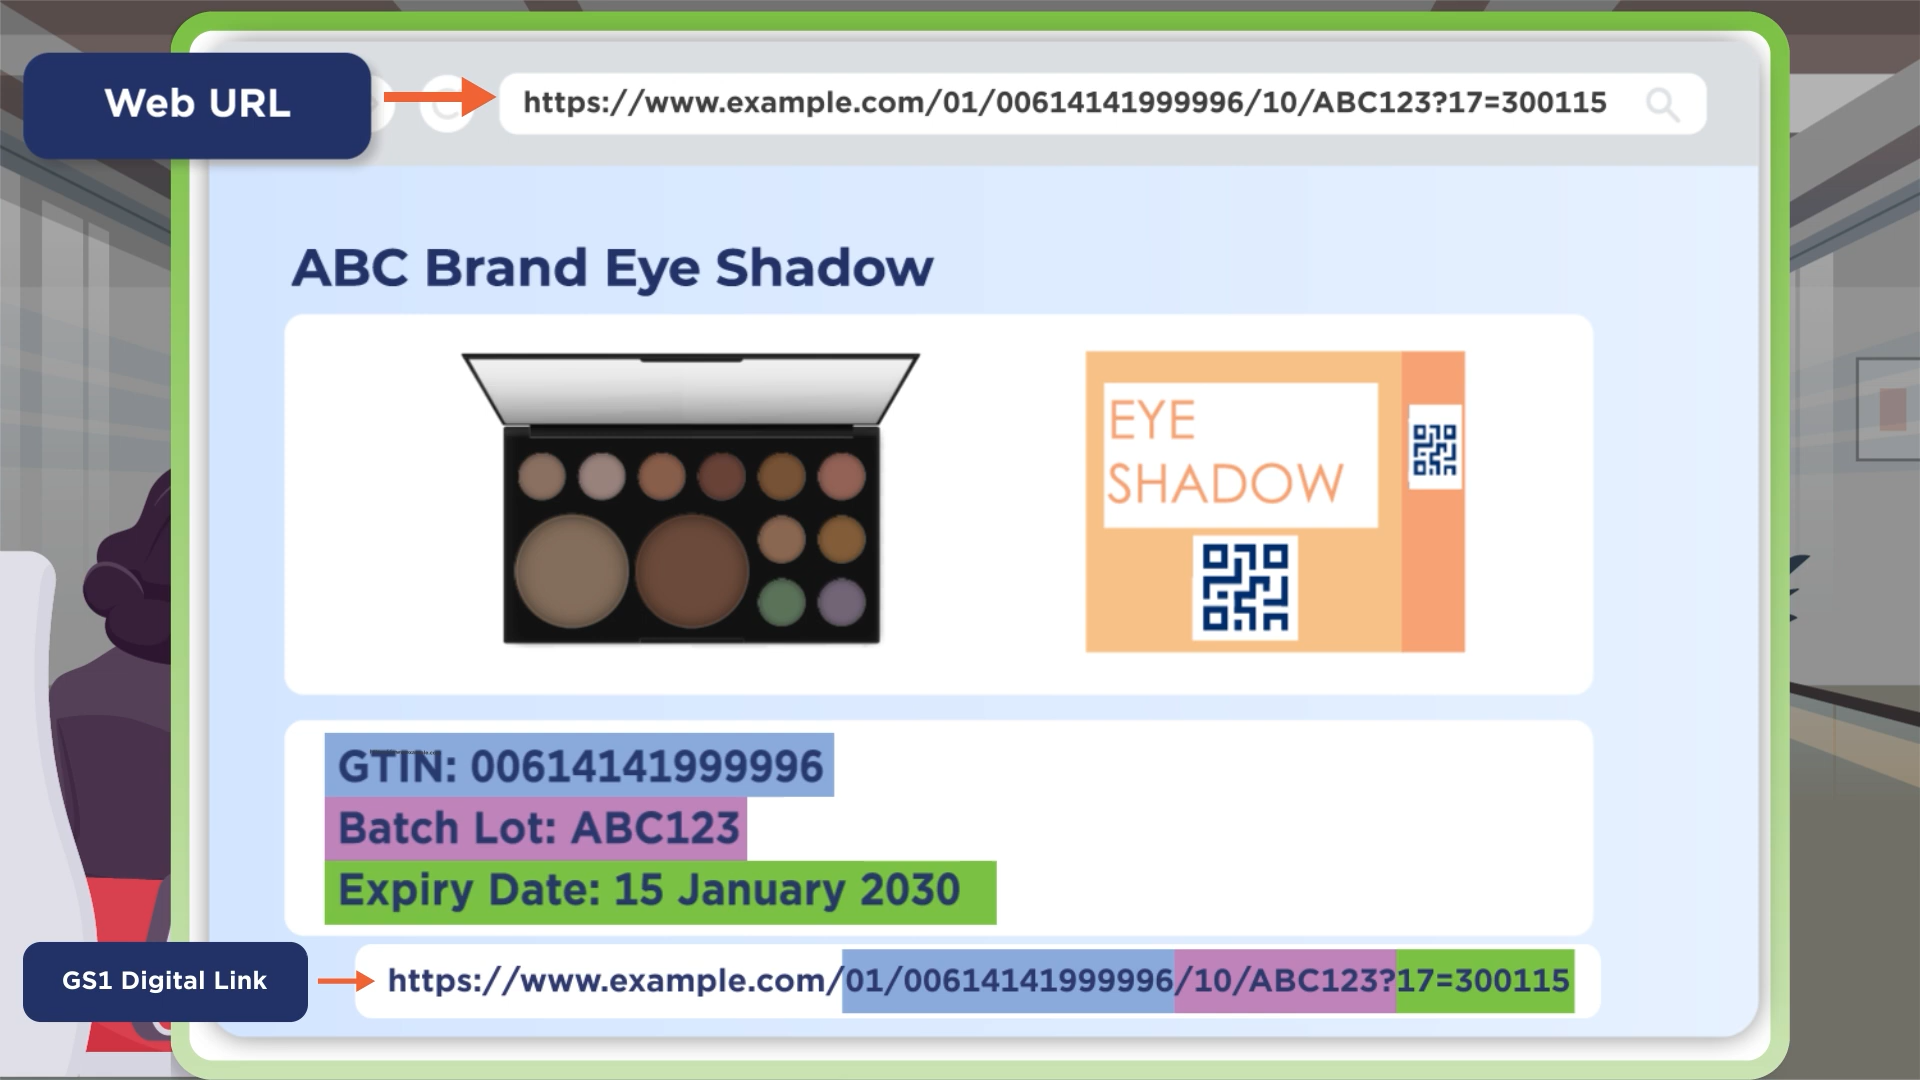 Web URL
https://www.example.com/01/00614141999996/10/ABC123?17=300115
ABC Brand Eye Shadow
EYE
SHADOW
GTIN: 00614141999996
Batch Lot: ABC123
Expiry Date: 15 January 2030
GS1 Digital Link
https://www.example.com/01/00614141999996/10/ABC123?17=300115